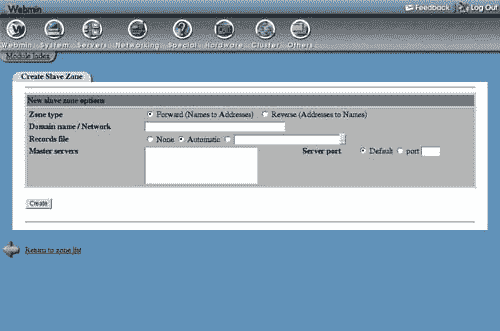 Webmin
Feedback Log Out
Webmin System Servers Networking Special Hardware Cluster Others
Module Index
Create Slave Zone
New slave zone options
Zone type Forward (Names to Addresses) Reverse (Addresses to Names)
Domain name / Network
Records file None Automatic
Master servers Server port Default port
Create
Return to zone list